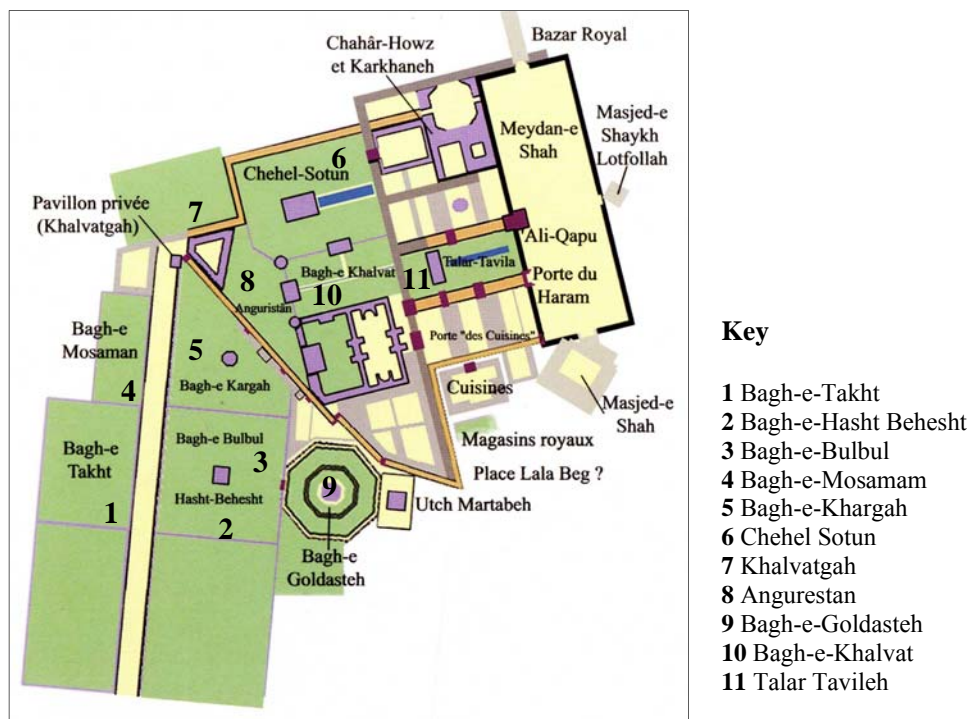 Bazar Royal
Chahâr-Howz
et Karkhaneh
Meydan-e
Shah
Masjed-e
Shaykh
Lotfollah
6
Chehel-Sotun
Pavillon privée
(Khalvatgah)
7
Ali-Qapu
Talar-Tavila
8
Bagh-e Khalvat
11
Porte du
Haram
10
Anguristân
Bagh-e
Mosaman
5
Porte "des Cuisines"
4
Bagh-e Kargah
Cuisines
Masjed-e
Shah
Bagh-e
Takht
Bagh-e Bulbul
3
Magasins royaux
Place Lala Beg ?
1
Hasht-Behesht
9
Utch Martabeh
2
Bagh-e
Goldasteh
Key
1 Bagh-e-Takht
2 Bagh-e-Hasht Behesht
3 Bagh-e-Bulbul
4 Bagh-e-Mosamam
5 Bagh-e-Khargah
6 Chehel Sotun
7 Khalvatgah
8 Angurestan
9 Bagh-e-Goldasteh
10 Bagh-e-Khalvat
11 Talar Tavileh